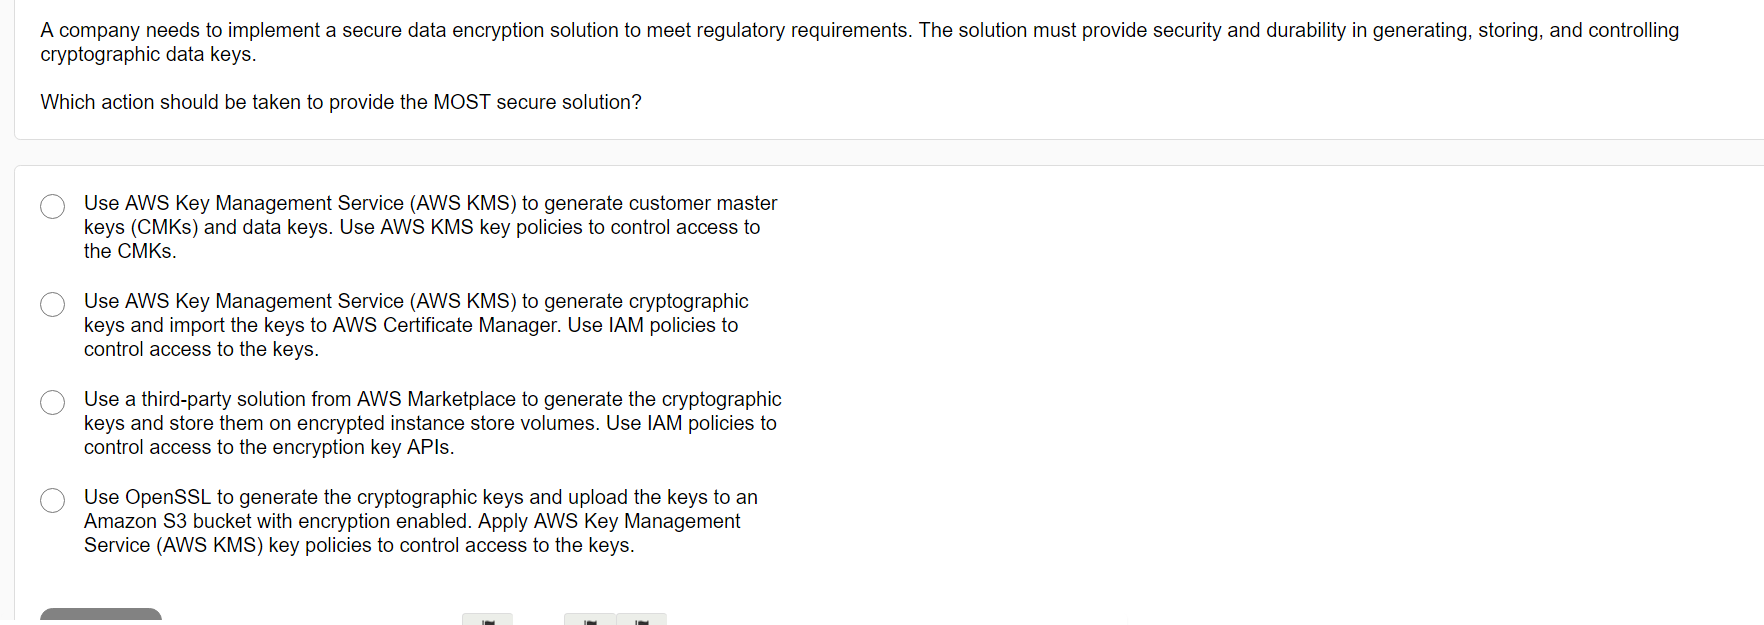 A company needs to implement a secure data encryption solution to meet regulatory requirements. The solution must provide security and durability in generating, storing, and controlling
cryptographic data keys.
Which action should be taken to provide the MOST secure solution?
Use AWS Key Management Service (AWS KMS) to generate customer master
keys (CMKs) and data keys. Use AWS KMS key policies to control access to
the CMKs.
Use AWS Key Management Service (AWS KMS) to generate cryptographic
keys and import the keys to AWS Certificate Manager. Use IAM policies to
control access to the keys.
Use a third-party solution from AWS Marketplace to generate the cryptographic
keys and store them on encrypted instance store volumes. Use IAM policies to
control access to the encryption key APIs.
Use OpenSSL to generate the cryptographic keys and upload the keys to an
Amazon S3 bucket with encryption enabled. Apply AWS Key Management
Service (AWS KMS) key policies to control access to the keys.